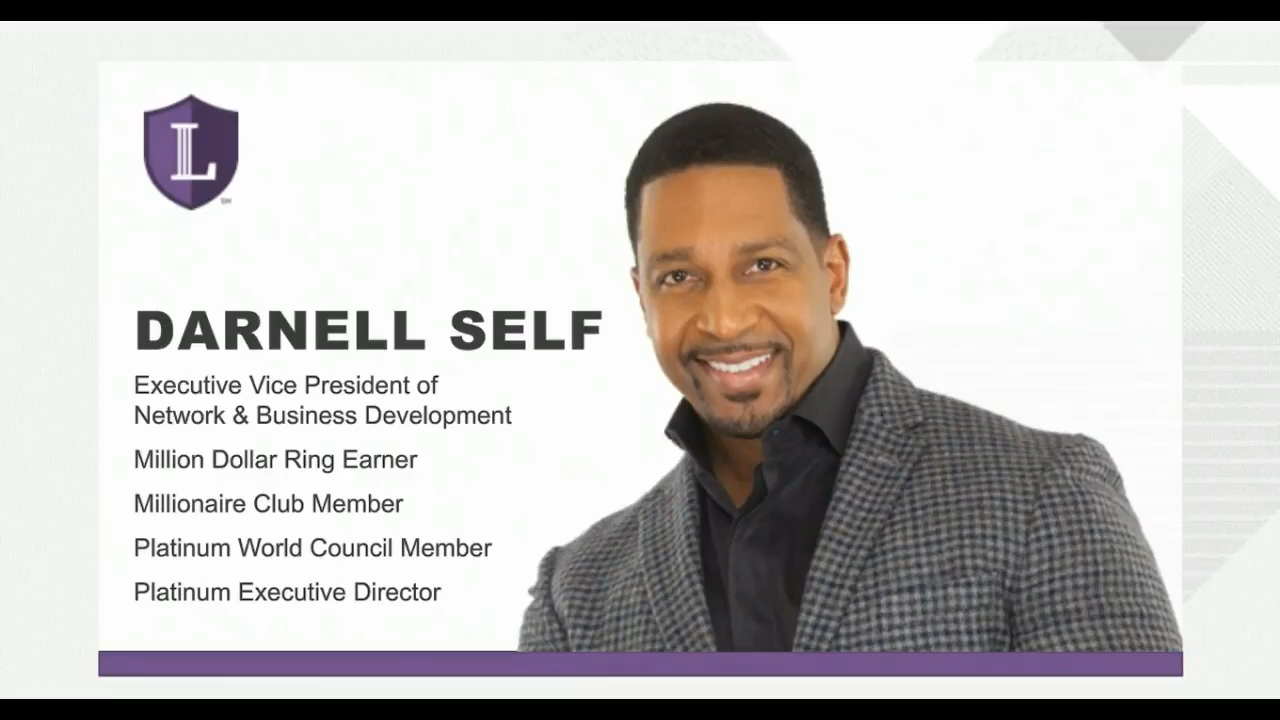 L
SM
DARNELL SELF
Executive Vice President of
Network & Business Development
Million Dollar Ring Earner
Millionaire Club Member
Platinum World Council Member
Platinum Executive Director